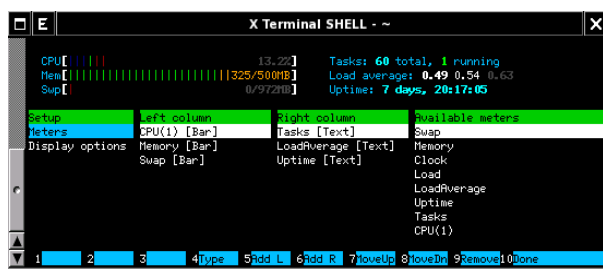 E X Terminal SHELL - ~ X
CPU[||||| 13.2%] Tasks: 60 total, 1 running
Mem[||||||||||||||||||||||325/500MB] Load average: 0.49 0.54 0.63
Swp[| 0/972MB] Uptime: 7 days, 20:17:05
Setup Left column Right column Available meters
Meters CPU(1) [Bar] Tasks [Text] Swap
Display options Memory [Bar] LoadAverage [Text] Memory
Swap [Bar] Uptime [Text] Clock
Load
LoadAverage
Uptime
Tasks
CPU(1)
1 2 3 4Type 5Add L 6Add R 7MoveUp 8MoveDn 9Remove10Done